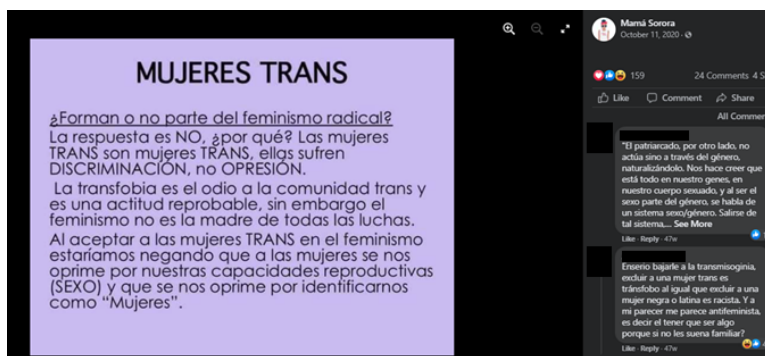 MUJERES TRANS
¿Forman o no parte del feminismo radical?
La respuesta es NO, ¿por qué? Las mujeres
TRANS son mujeres TRANS, ellas sufren
DISCRIMINACIÓN, no OPRESIÓN.
La transfobia es el odio a la comunidad trans y
es una actitud reprobable, sin embargo el
feminismo no es la madre de todas las luchas.
Al aceptar a las mujeres TRANS en el feminismo
estaríamos negando que a las mujeres se nos
oprime por nuestras capacidades reproductivas
(SEXO) y que se nos oprime por identificarnos
como “Mujeres”.
Mamá Sorora
October 11, 2020 ·
159
24 Comments 4 S
Like Comment Share
All Commen
"El patriarcado, por otro lado, no
actúa sino a través del género,
naturalizándolo. Nos hace creer que
está todo en nuestro genes, en
nuestro cuerpo sexuado, y al ser el
sexo parte del género, se habla de
un sistema sexo/género. Salirse de
tal sistema,... See More
Like · Reply · 47w
Enserio bajarle a la transmisoginia,
excluir a una mujer trans es
tránsfobo al igual que excluir a una
mujer negra o latina es racista. Y a
mi parecer me parece antifeminista,
es decir el tener que ser algo
porque si no les suena familiar?
Like · Reply · 47w